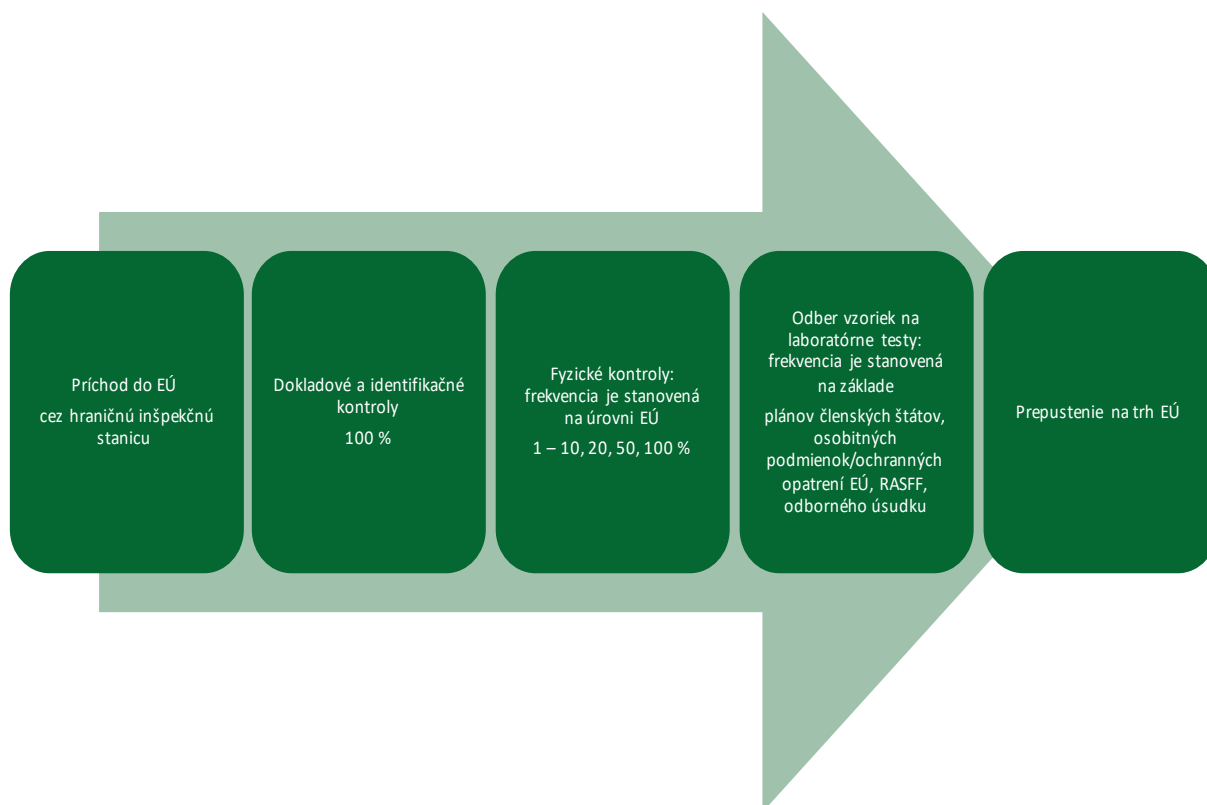 Príchod do EÚ
cez hraničnú inšpekčnú
stanicu
Dokladové a identifikačné
kontroly
100 %
Fyzické kontroly:
frekvencia je stanovená
na úrovni EÚ
1 – 10, 20, 50, 100 %
Odber vzoriek na
laboratórne testy:
frekvencia je stanovená
na základe
plánov členských štátov,
osobitných
podmienok/ochranných
opatrení EÚ, RASFF,
odborného úsudku
Prepustenie na trh EÚ